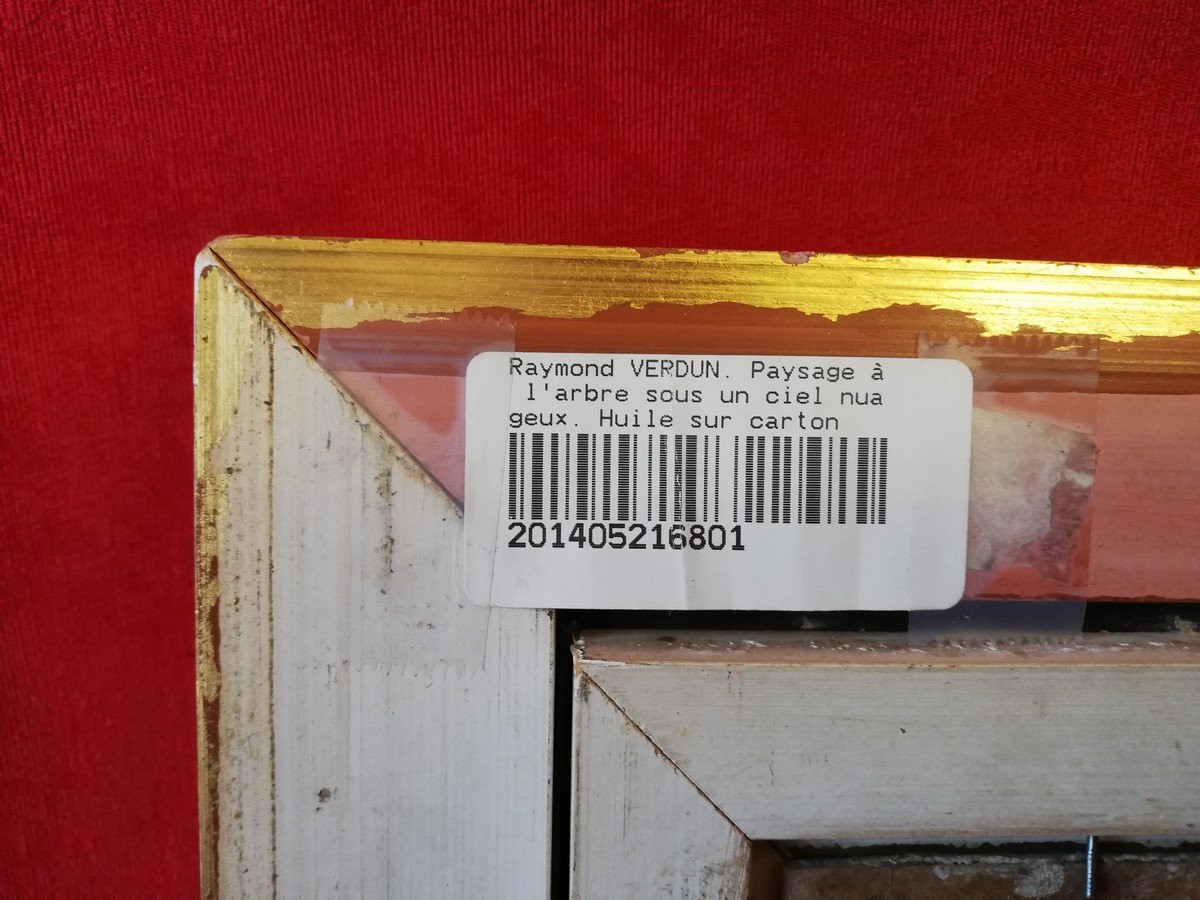 Raymond VERDUN. Paysage à
l'arbre sous un ciel nua
geux. Huile sur carton
201405216801